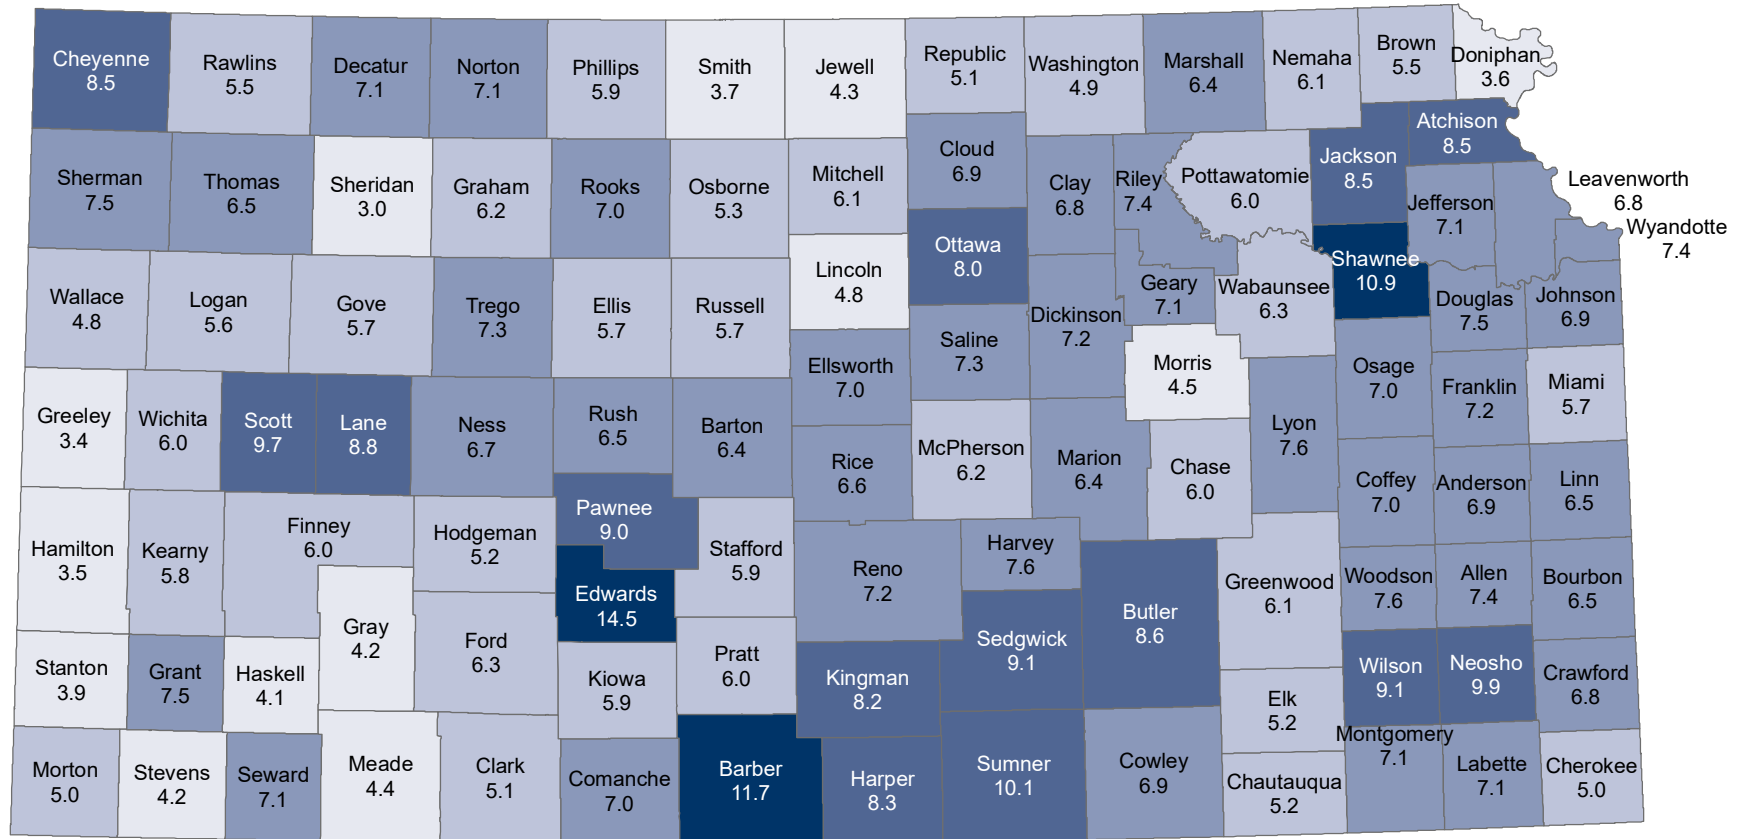 Cheyenne
8.5
Rawlins
5.5
Decatur
7.1
Norton
7.1
Phillips
5.9
Smith
3.7
Jewell
4.3
Republic
5.1
Washington
4.9
Marshall
6.4
Nemaha
6.1
Brown
5.5
Doniphan
3.6
Sherman
7.5
Thomas
6.5
Sheridan
3.0
Graham
6.2
Rooks
7.0
Osborne
5.3
Mitchell
6.1
Cloud
6.9
Clay
6.8
Riley
7.4
Pottawatomie
6.0
Jackson
8.5
Atchison
8.5
Jefferson
7.1
Leavenworth
6.8
Wyandotte
7.4
Wallace
4.8
Logan
5.6
Gove
5.7
Trego
7.3
Ellis
5.7
Russell
5.7
Lincoln
4.8
Ottawa
8.0
Saline
7.3
Dickinson
7.2
Geary
7.1
Wabaunsee
6.3
Shawnee
10.9
Douglas
7.5
Johnson
6.9
Greeley
3.4
Wichita
6.0
Scott
9.7
Lane
8.8
Ness
6.7
Rush
6.5
Barton
6.4
Ellsworth
7.0
Rice
6.6
McPherson
6.2
Marion
6.4
Morris
4.5
Chase
6.0
Lyon
7.6
Osage
7.0
Franklin
7.2
Miami
5.7
Coffey
7.0
Anderson
6.9
Linn
6.5
Hamilton
3.5
Kearny
5.8
Finney
6.0
Hodgeman
5.2
Pawnee
9.0
Edwards
14.5
Stafford
5.9
Reno
7.2
Harvey
7.6
Butler
8.6
Greenwood
6.1
Woodson
7.6
Allen
7.4
Bourbon
6.5
Stanton
3.9
Grant
7.5
Haskell
4.1
Gray
4.2
Ford
6.3
Kiowa
5.9
Pratt
6.0
Kingman
8.2
Sedgwick
9.1
Elk
5.2
Wilson
9.1
Neosho
9.9
Crawford
6.8
Morton
5.0
Stevens
4.2
Seward
7.1
Meade
4.4
Clark
5.1
Comanche
7.0
Barber
11.7
Harper
8.3
Sumner
10.1
Cowley
6.9
Chautauqua
5.2
Montgomery
7.1
Labette
7.1
Cherokee
5.0